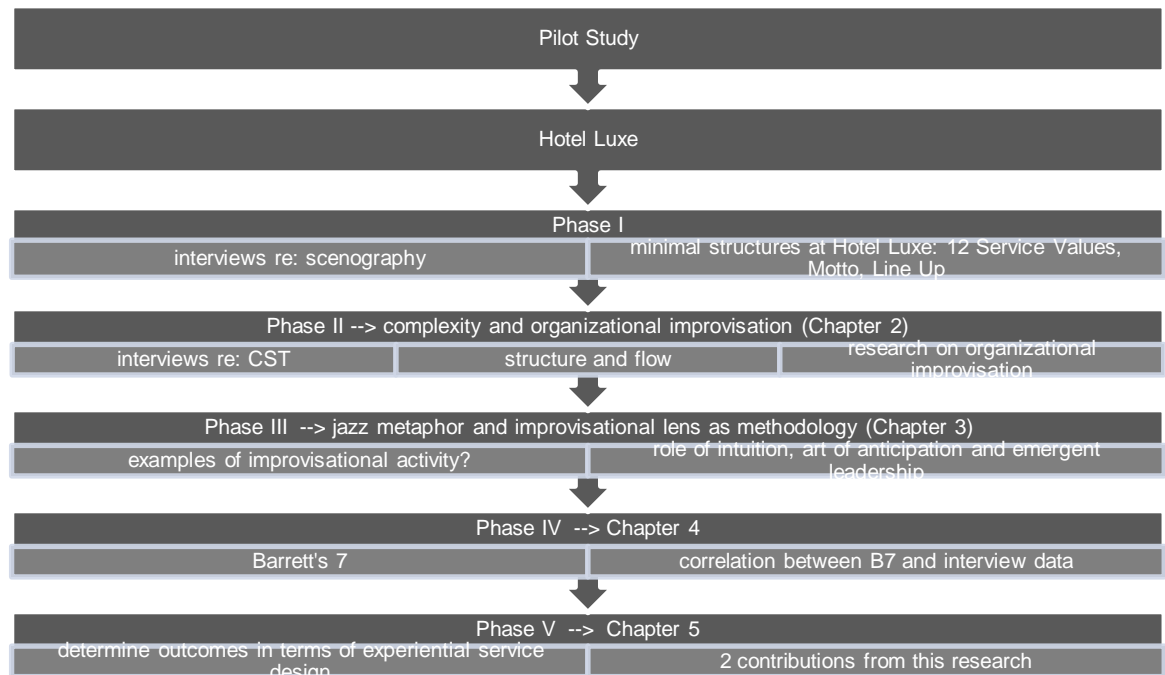 Pilot Study
Hotel Luxe
Phase I
interviews re: scenography
minimal structures at Hotel Luxe: 12 Service Values,
Motto, Line Up
Phase II --> complexity and organizational improvisation (Chapter 2)
interviews re: CST
structure and flow
research on organizational
improvisation
Phase III --> jazz metaphor and improvisational lens as methodology (Chapter 3)
examples of improvisational activity?
role of intuition, art of anticipation and emergent
leadership
Phase IV --> Chapter 4
Barrett's 7
correlation between B7 and interview data
Phase V --> Chapter 5
determine outcomes in terms of experiential service
design
2 contributions from this research